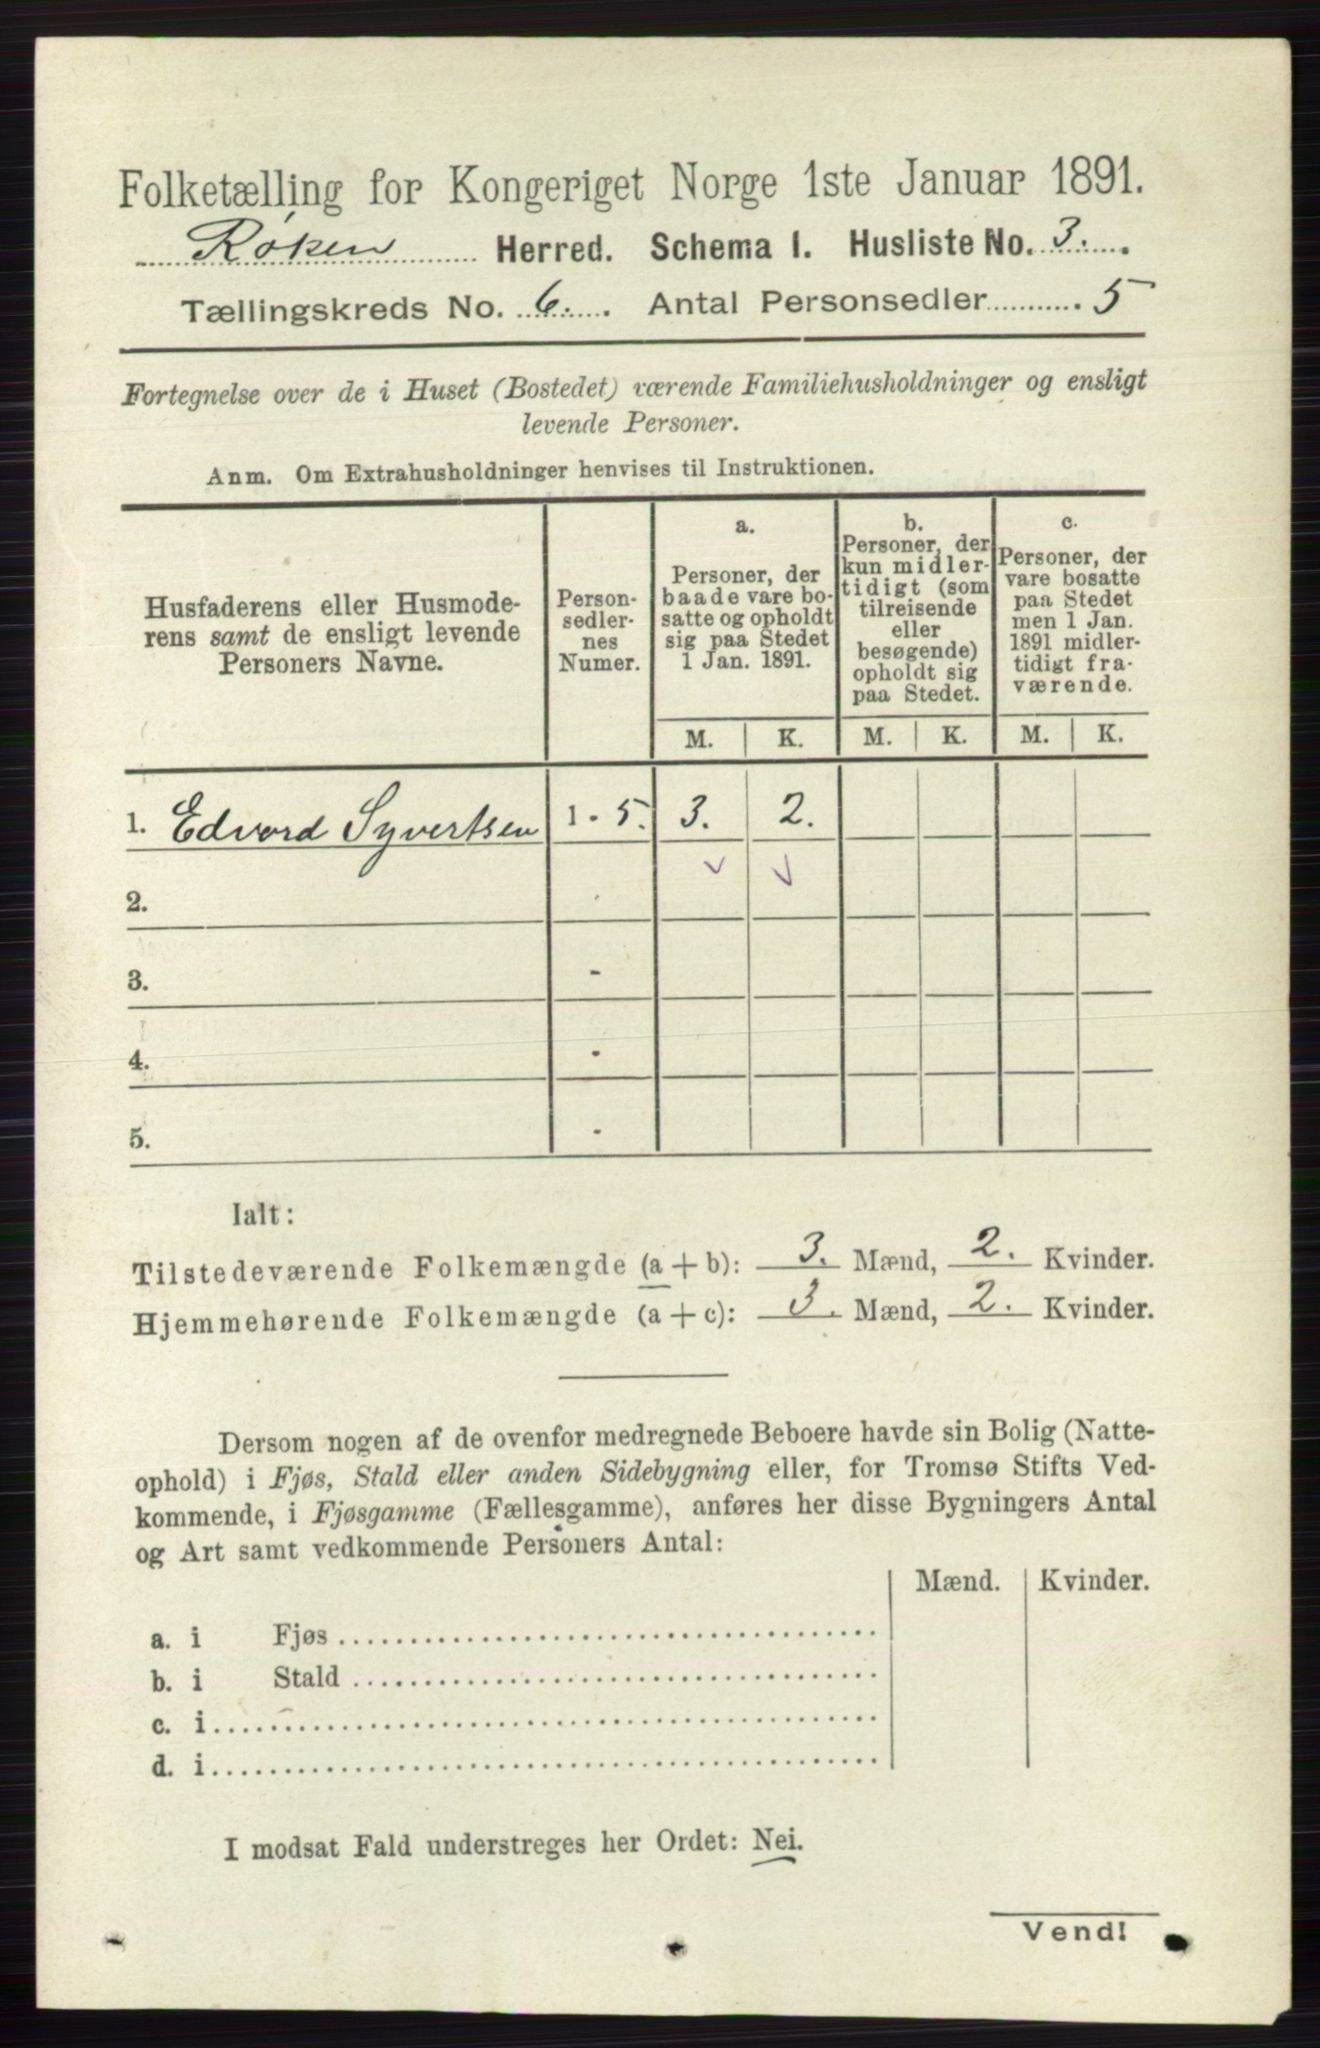 Folketælling for Kongeriget Norge 1ste Januar 1891.
Røken Herred. Schema I. Husliste No. 3.
Tællingskreds No. 6. Antal Personsedler 5
Fortegnelse over de i Huset (Bostedet) værende Familiehusholdninger og ensligt
levende Personer.
Anm. Om Extrahusholdninger henvises til Instruktionen.
Husfaderens eller Husmode-
rens samt de ensligt levende
Personers Navne.
Person-
sedler-
nes
Numer.
a.
Personer, der
baade vare bo-
satte og opholdt
sig paa Stedet
1 Jan. 1891.
b.
Personer, der
kun midler-
tidigt (som
tilreisende
eller
besøgende)
opholdt sig
paa Stedet.
c.
Personer, der
vare bosatte
paa Stedet
men 1 Jan.
1891 midler-
tidigt fra-
værende.
M. K. M. K. M. K.
1. Edvard Syvertsen 1 - 5. 3. 2.
2.
3. -
4. -
5. -
Ialt:
Tilstedeværende Folkemængde (a + b): 3. Mænd, 2. Kvinder.
Hjemmehørende Folkemængde (a + c): 3. Mænd, 2. Kvinder.
Dersom nogen af de ovenfor medregnede Beboere havde sin Bolig (Natte-
ophold) i Fjøs, Stald eller anden Sidebygning eller, for Tromsø Stifts Ved-
kommende, i Fjøsgamme (Fællesgamme), anføres her disse Bygningers Antal
og Art samt vedkommende Personers Antal:
Mænd. Kvinder.
a. i Fjøs
b. i Stald
c. i
d. i
I modsat Fald understreges her Ordet: Nei.
Vend!